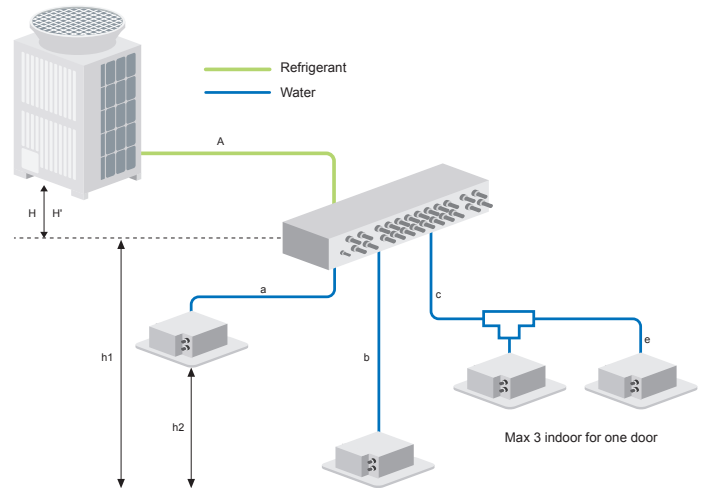 Refrigerant
Water
A
H H'
a
c
h1
b
e
h2
Max 3 indoor for one door